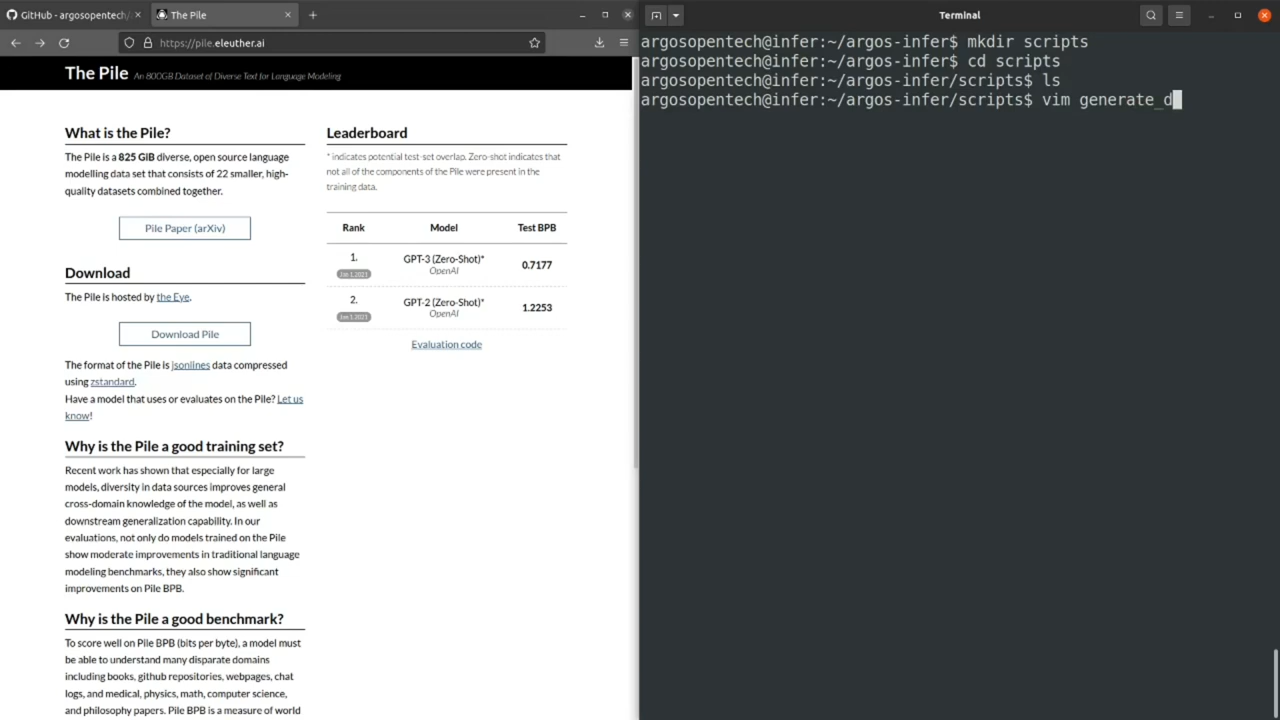 GitHub - argosopentech/
The Pile
https://pile.eleuther.ai
The Pile An 800GB Dataset of Diverse Text for Language Modeling
What is the Pile?
The Pile is a 825 GiB diverse, open source language
modelling data set that consists of 22 smaller, high-
quality datasets combined together.
Pile Paper (arXiv)
Download
The Pile is hosted by the Eye.
Download Pile
The format of the Pile is jsonlines data compressed
using zstandard.
Have a model that uses or evaluates on the Pile? Let us
know!
Why is the Pile a good training set?
Recent work has shown that especially for large
models, diversity in data sources improves general
cross-domain knowledge of the model, as well as
downstream generalization capability. In our
evaluations, not only do models trained on the Pile
show moderate improvements in traditional language
modeling benchmarks, they also show significant
improvements on Pile BPB.
Why is the Pile a good benchmark?
To score well on Pile BPB (bits per byte), a model must
be able to understand many disparate domains
including books, github repositories, webpages, chat
logs, and medical, physics, math, computer science,
and philosophy papers. Pile BPB is a measure of world
Leaderboard
* indicates potential test-set overlap. Zero-shot indicates that
not all of the components of the Pile were present in the
training data.
Rank Model Test BPB
1. GPT-3 (Zero-Shot)* 0.7177
Jan 1,2021 OpenAI
2. GPT-2 (Zero-Shot)* 1.2253
Jan 1,2021 OpenAI
Evaluation code
Terminal
argosopentech@infer:~/argos-infer$ mkdir scripts
argosopentech@infer:~/argos-infer$ cd scripts
argosopentech@infer:~/argos-infer/scripts$ ls
argosopentech@infer:~/argos-infer/scripts$ vim generate_d